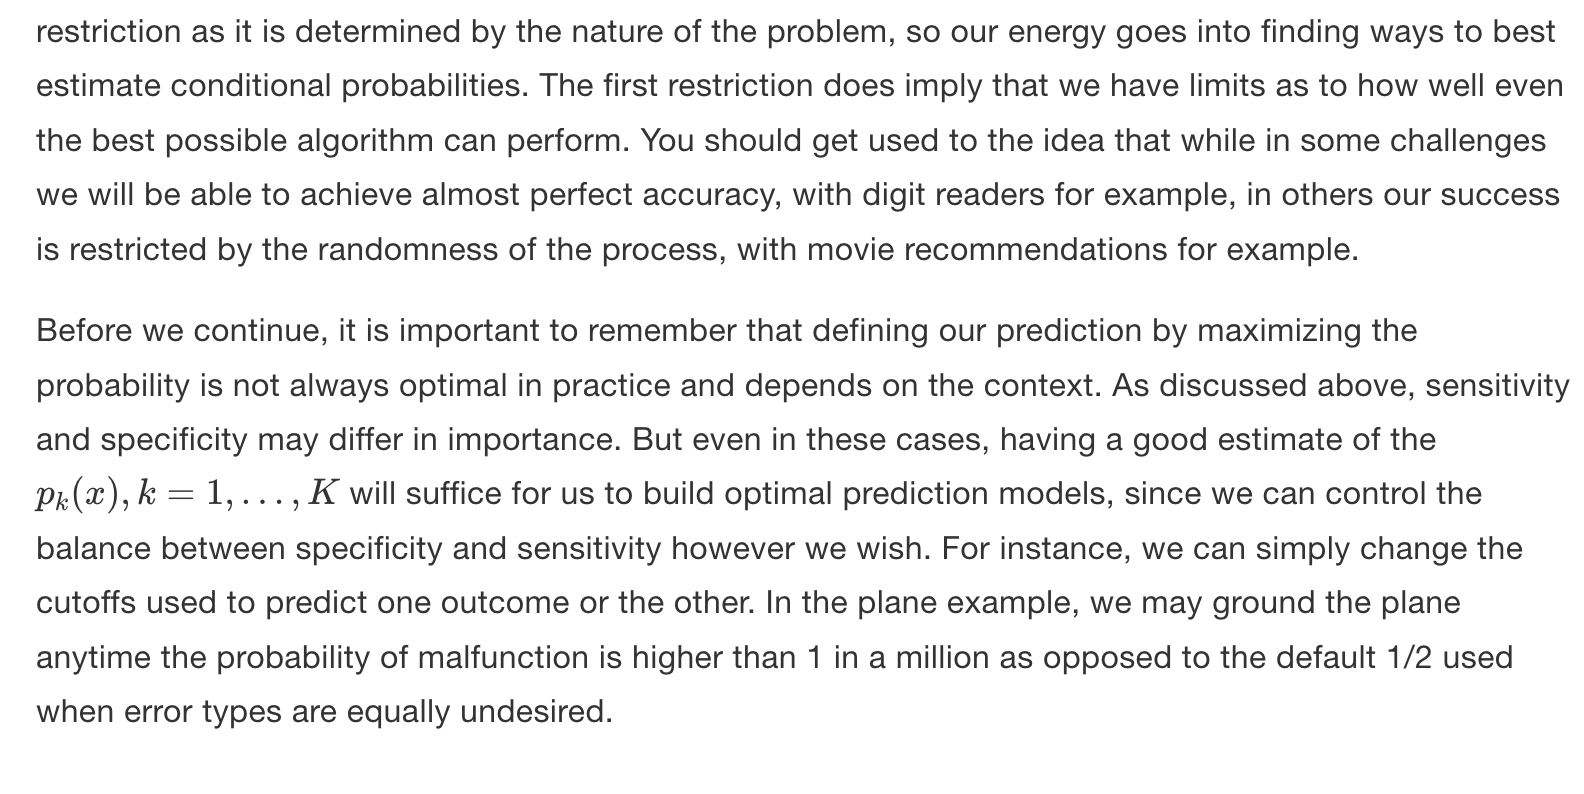 restriction as it is determined by the nature of the problem, so our energy goes into finding ways to best
estimate conditional probabilities. The first restriction does imply that we have limits as to how well even
the best possible algorithm can perform. You should get used to the idea that while in some challenges
we will be able to achieve almost perfect accuracy, with digit readers for example, in others our success
is restricted by the randomness of the process, with movie recommendations for example.
Before we continue, it is important to remember that defining our prediction by maximizing the
probability is not always optimal in practice and depends on the context. As discussed above, sensitivity
and specificity may differ in importance. But even in these cases, having a good estimate of the
pₖ(x), k = 1, . . . , K will suffice for us to build optimal prediction models, since we can control the
balance between specificity and sensitivity however we wish. For instance, we can simply change the
cutoffs used to predict one outcome or the other. In the plane example, we may ground the plane
anytime the probability of malfunction is higher than 1 in a million as opposed to the default 1/2 used
when error types are equally undesired.